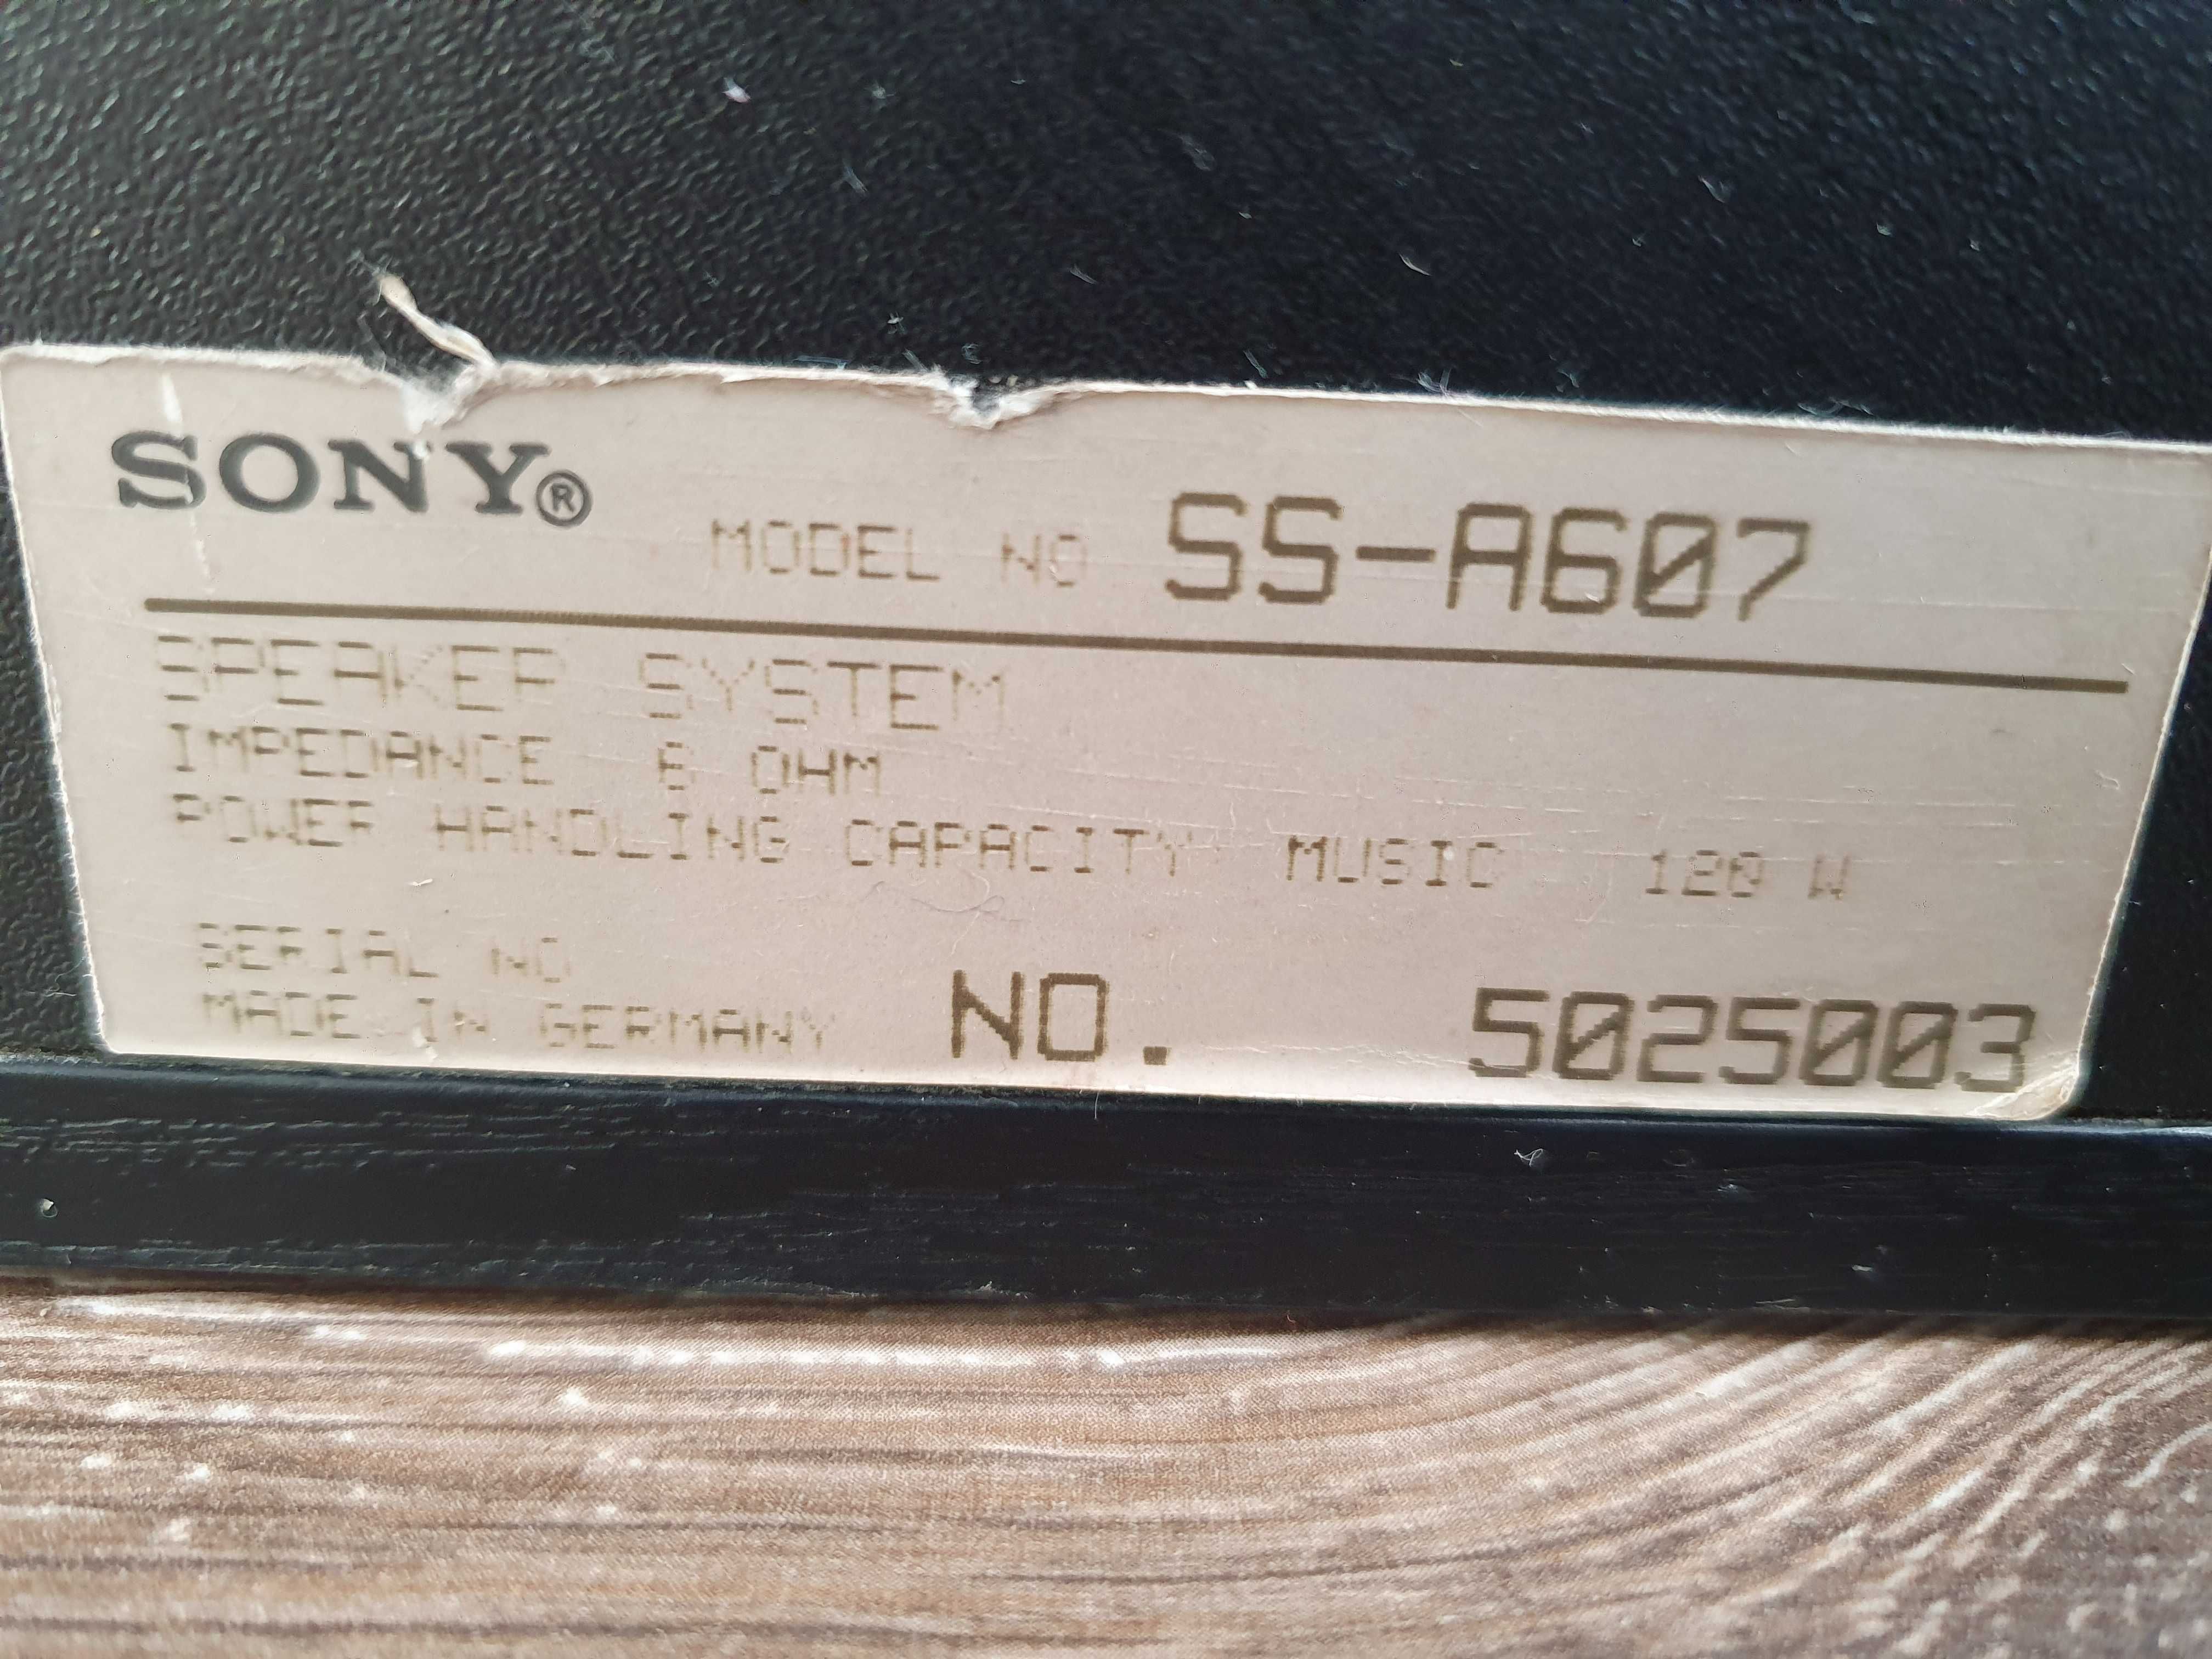 SONY®
MODEL NO SS-A607
SPEAKER SYSTEM
IMPEDANCE 6 OHM
POWER HANDLING CAPACITY MUSIC 120 W
SERIAL NO
MADE IN GERMANY NO. 5025003